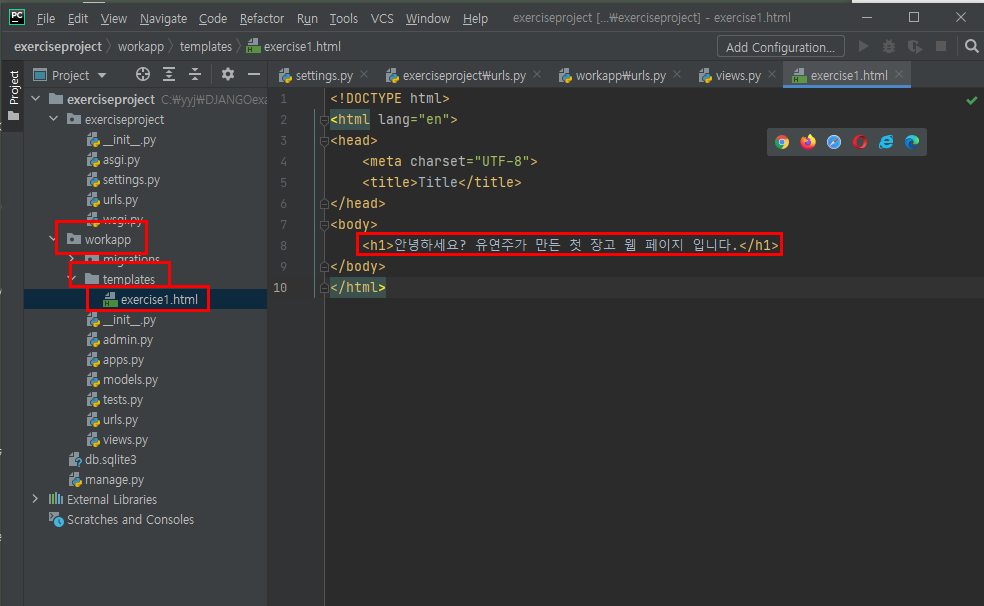 PC File Edit View Navigate Code Refactor Run Tools VCS Window Help exerciseproject [...₩exerciseproject] - exercise1.html
exerciseproject workapp templates exercise1.html Add Configuration...
Project
Project
settings.py exerciseproject₩urls.py workapp₩urls.py views.py exercise1.html
exerciseproject C:₩yyj₩DJANGOexa
exerciseproject
__init__.py
asgi.py
settings.py
urls.py
wsgi.py
workapp
migrations
templates
exercise1.html
__init__.py
admin.py
apps.py
models.py
tests.py
urls.py
views.py
db.sqlite3
manage.py
External Libraries
Scratches and Consoles
1 <!DOCTYPE html>
2 <html lang="en">
3 <head>
4 <meta charset="UTF-8">
5 <title>Title</title>
6 </head>
7 <body>
8 <h1>안녕하세요? 유연주가 만든 첫 장고 웹 페이지 입니다.</h1>
9 </body>
10 </html>